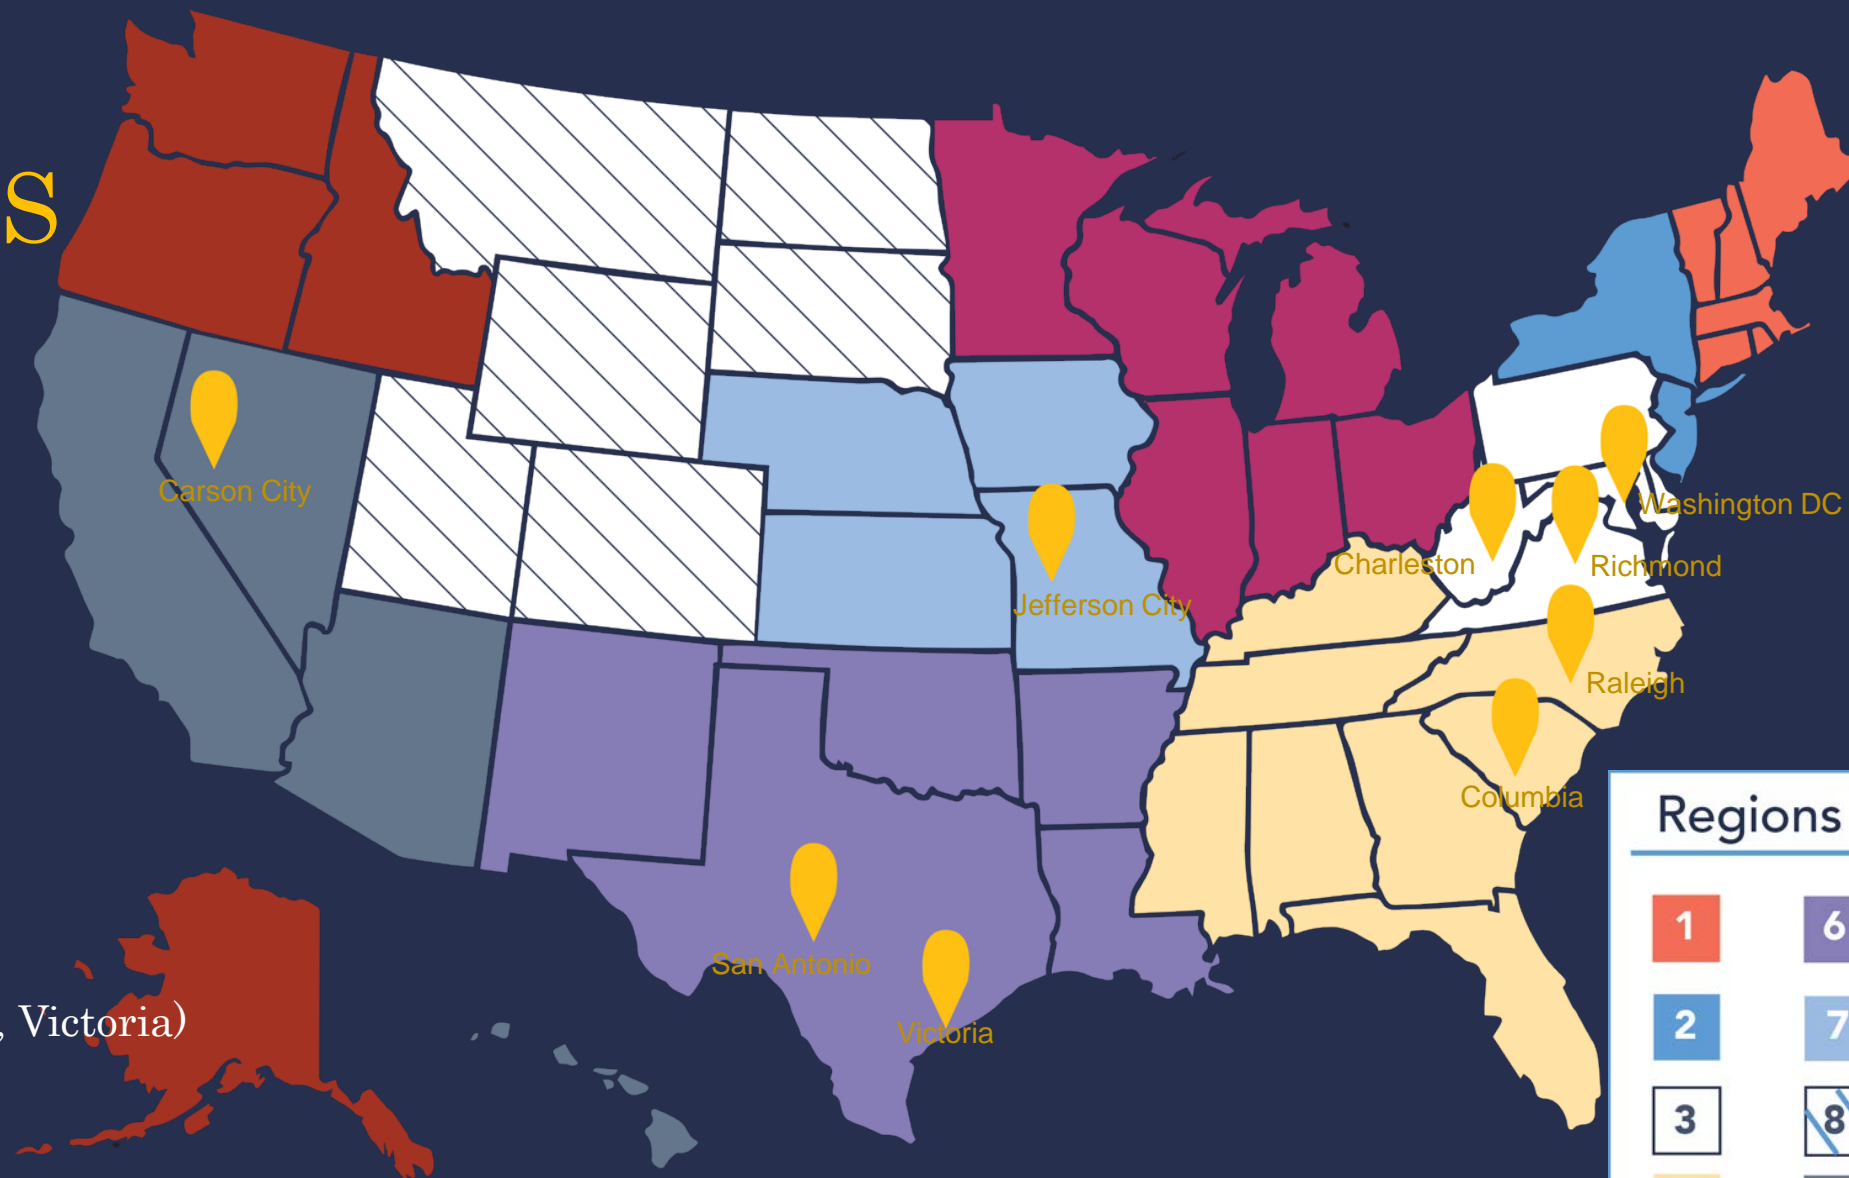 S
Carson City
Washington DC
Charleston
Richmond
Jefferson City
Raleigh
Columbia
Regions
1
6
2
7
3
8
San Antonio
Victoria
, Victoria)